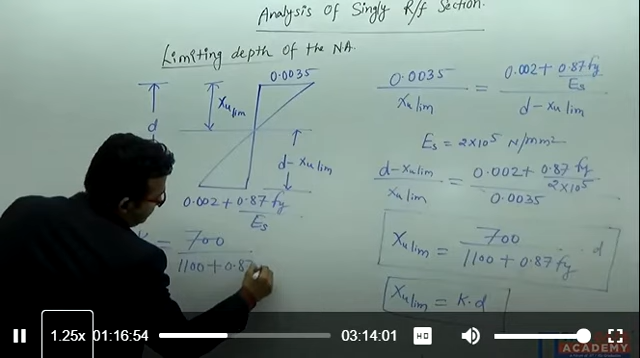 Analysis Of Singly R/f Section.
Limiting depth Of the NA.
0.0035
xu lim
d
d-xu lim
0.002 + 0.87 fy
Es
= 700
1100 + 0.87
0.0035 = 0.002 + 0.87 fy
Es
xu lim d - xu lim
Es = 2×10⁵ N/mm²
d-xu lim = 0.002 + 0.87 fy
2×10⁵
xu lim 0.0035
xu lim = 700 d
1100 + 0.87 fy
xu lim = K.d
ACADEMY
1.25x 01:16:54 03:14:01 HD